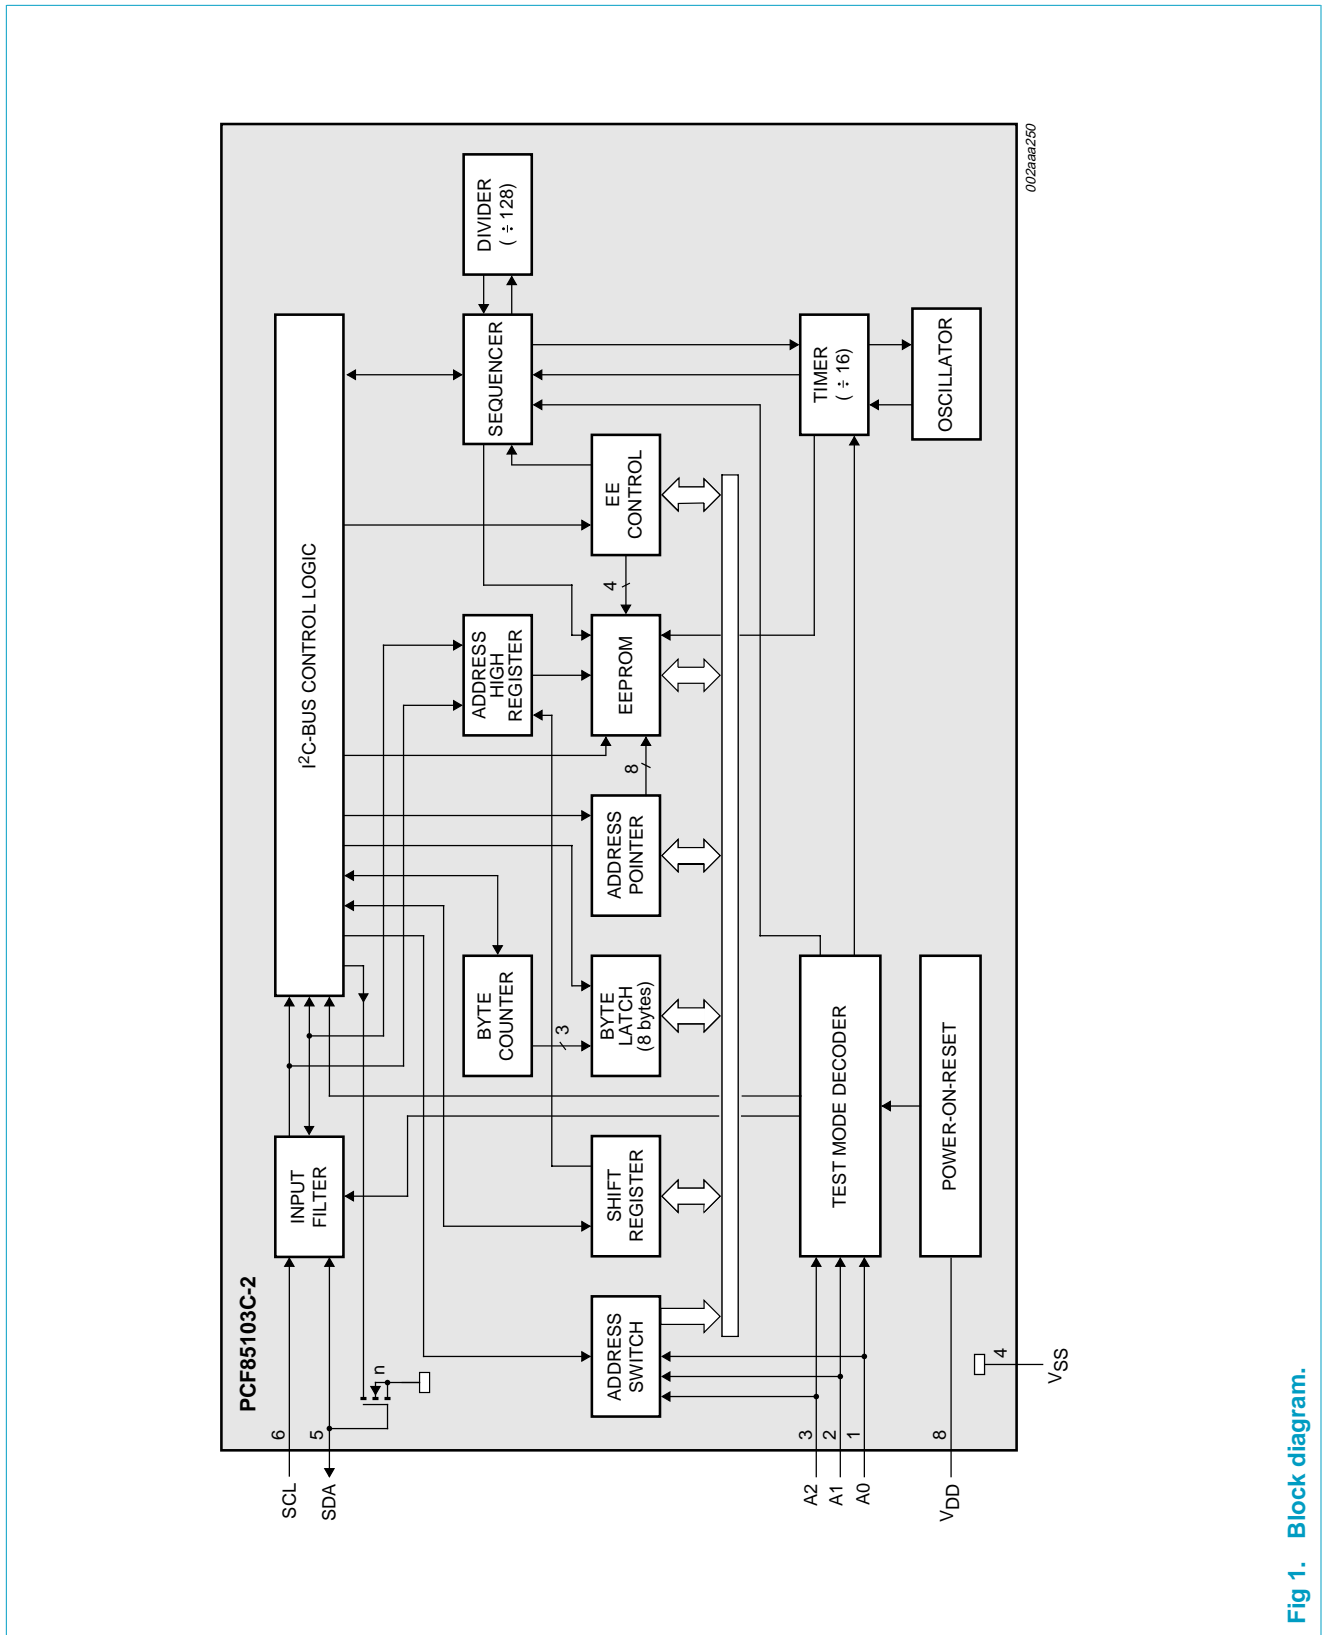 PCF85103C-2
SCL
6
SDA
5
n
INPUT
FILTER
I²C-BUS CONTROL LOGIC
BYTE
COUNTER
3
ADDRESS
HIGH
REGISTER
SEQUENCER
DIVIDER
( ÷ 128)
ADDRESS
SWITCH
SHIFT
REGISTER
BYTE
LATCH
(8 bytes)
ADDRESS
POINTER
8
EEPROM
4
EE
CONTROL
A2
3
A1
2
A0
1
TEST MODE DECODER
TIMER
( ÷ 16)
VDD
8
POWER-ON-RESET
OSCILLATOR
4
VSS
002aaa250
Fig 1. Block diagram.